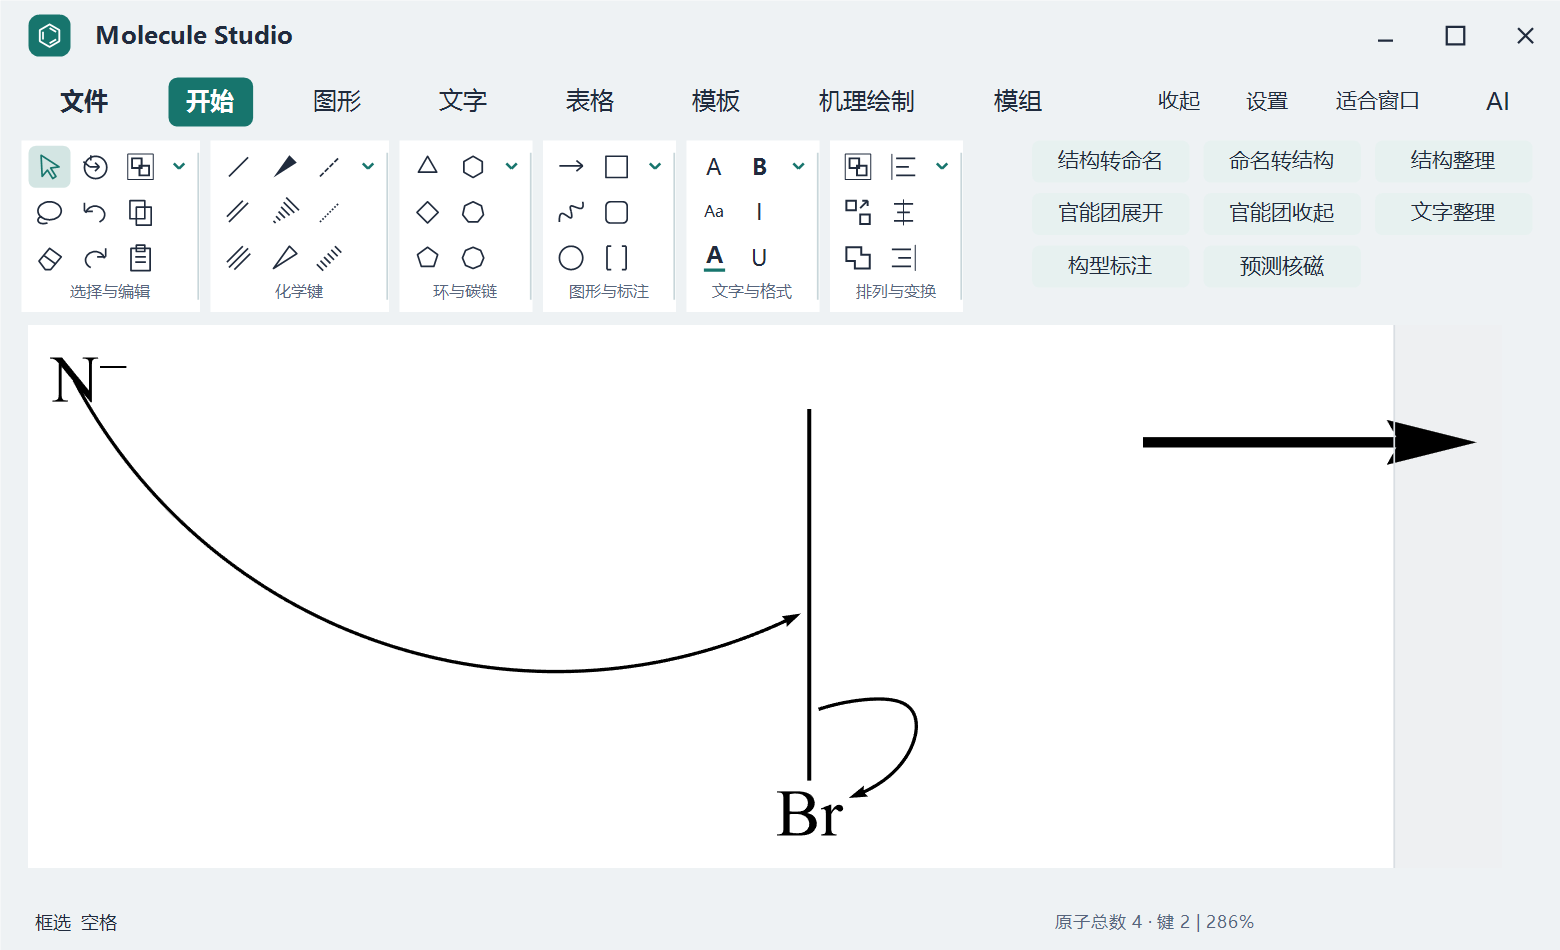 Molecule Studio
文件 开始 图形 文字 表格 模板 机理绘制 模组 收起 设置 适合窗口 AI
A B
Aa I
A U
选择与编辑 化学键 环与碳链 图形与标注 文字与格式 排列与变换
结构转命名 命名转结构 结构整理
官能团展开 官能团收起 文字整理
构型标注 预测核磁
N⁻
Br
框选 空格 原子总数 4 · 键 2 | 286%